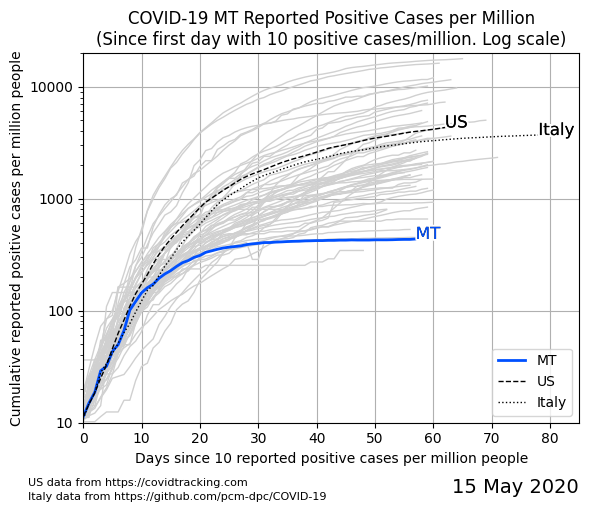 COVID-19 MT Reported Positive Cases per Million
(Since first day with 10 positive cases/million. Log scale)
Cumulative reported positive cases per million people
10000
1000
100
10
US
Italy
MT
MT
US
Italy
0 10 20 30 40 50 60 70 80
Days since 10 reported positive cases per million people
US data from https://covidtracking.com
Italy data from https://github.com/pcm-dpc/COVID-19
15 May 2020